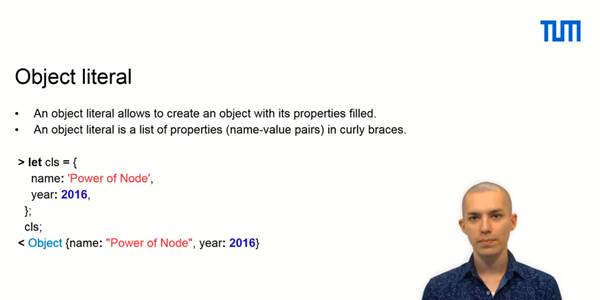 TUM
Object literal
• An object literal allows to create an object with its properties filled.
• An object literal is a list of properties (name-value pairs) in curly braces.
> let cls = {
name: 'Power of Node',
year: 2016,
};
cls;
< Object {name: "Power of Node", year: 2016}